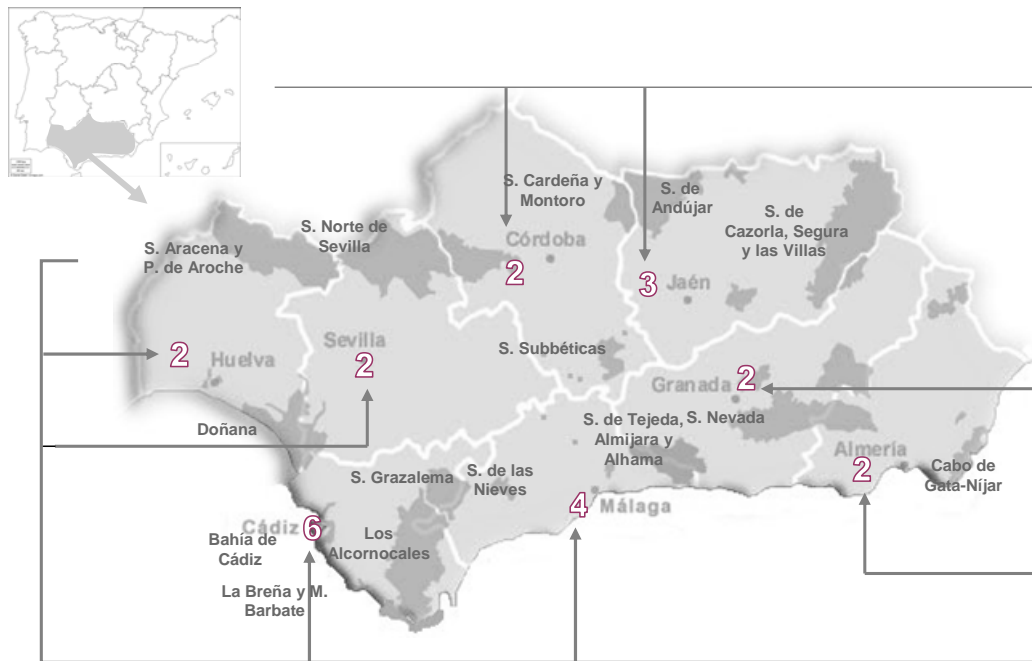 S. Cardeña y
Montoro
S. de
Andújar
S. de
Cazorla, Segura
y las Villas
S. Norte de
Sevilla
S. Aracena y
P. de Aroche
Córdoba
2
3
Jaén
2
Huelva
Sevilla
2
S. Subbéticas
Granada
2
Doñana
S. de Tejeda,
Almijara y
Alhama
S. Nevada
Almería
2
Cabo de
Gata-Níjar
S. Grazalema
S. de las
Nieves
4
Málaga
Cádiz
6
Bahía de
Cádiz
Los
Alcornocales
La Breña y M.
Barbate